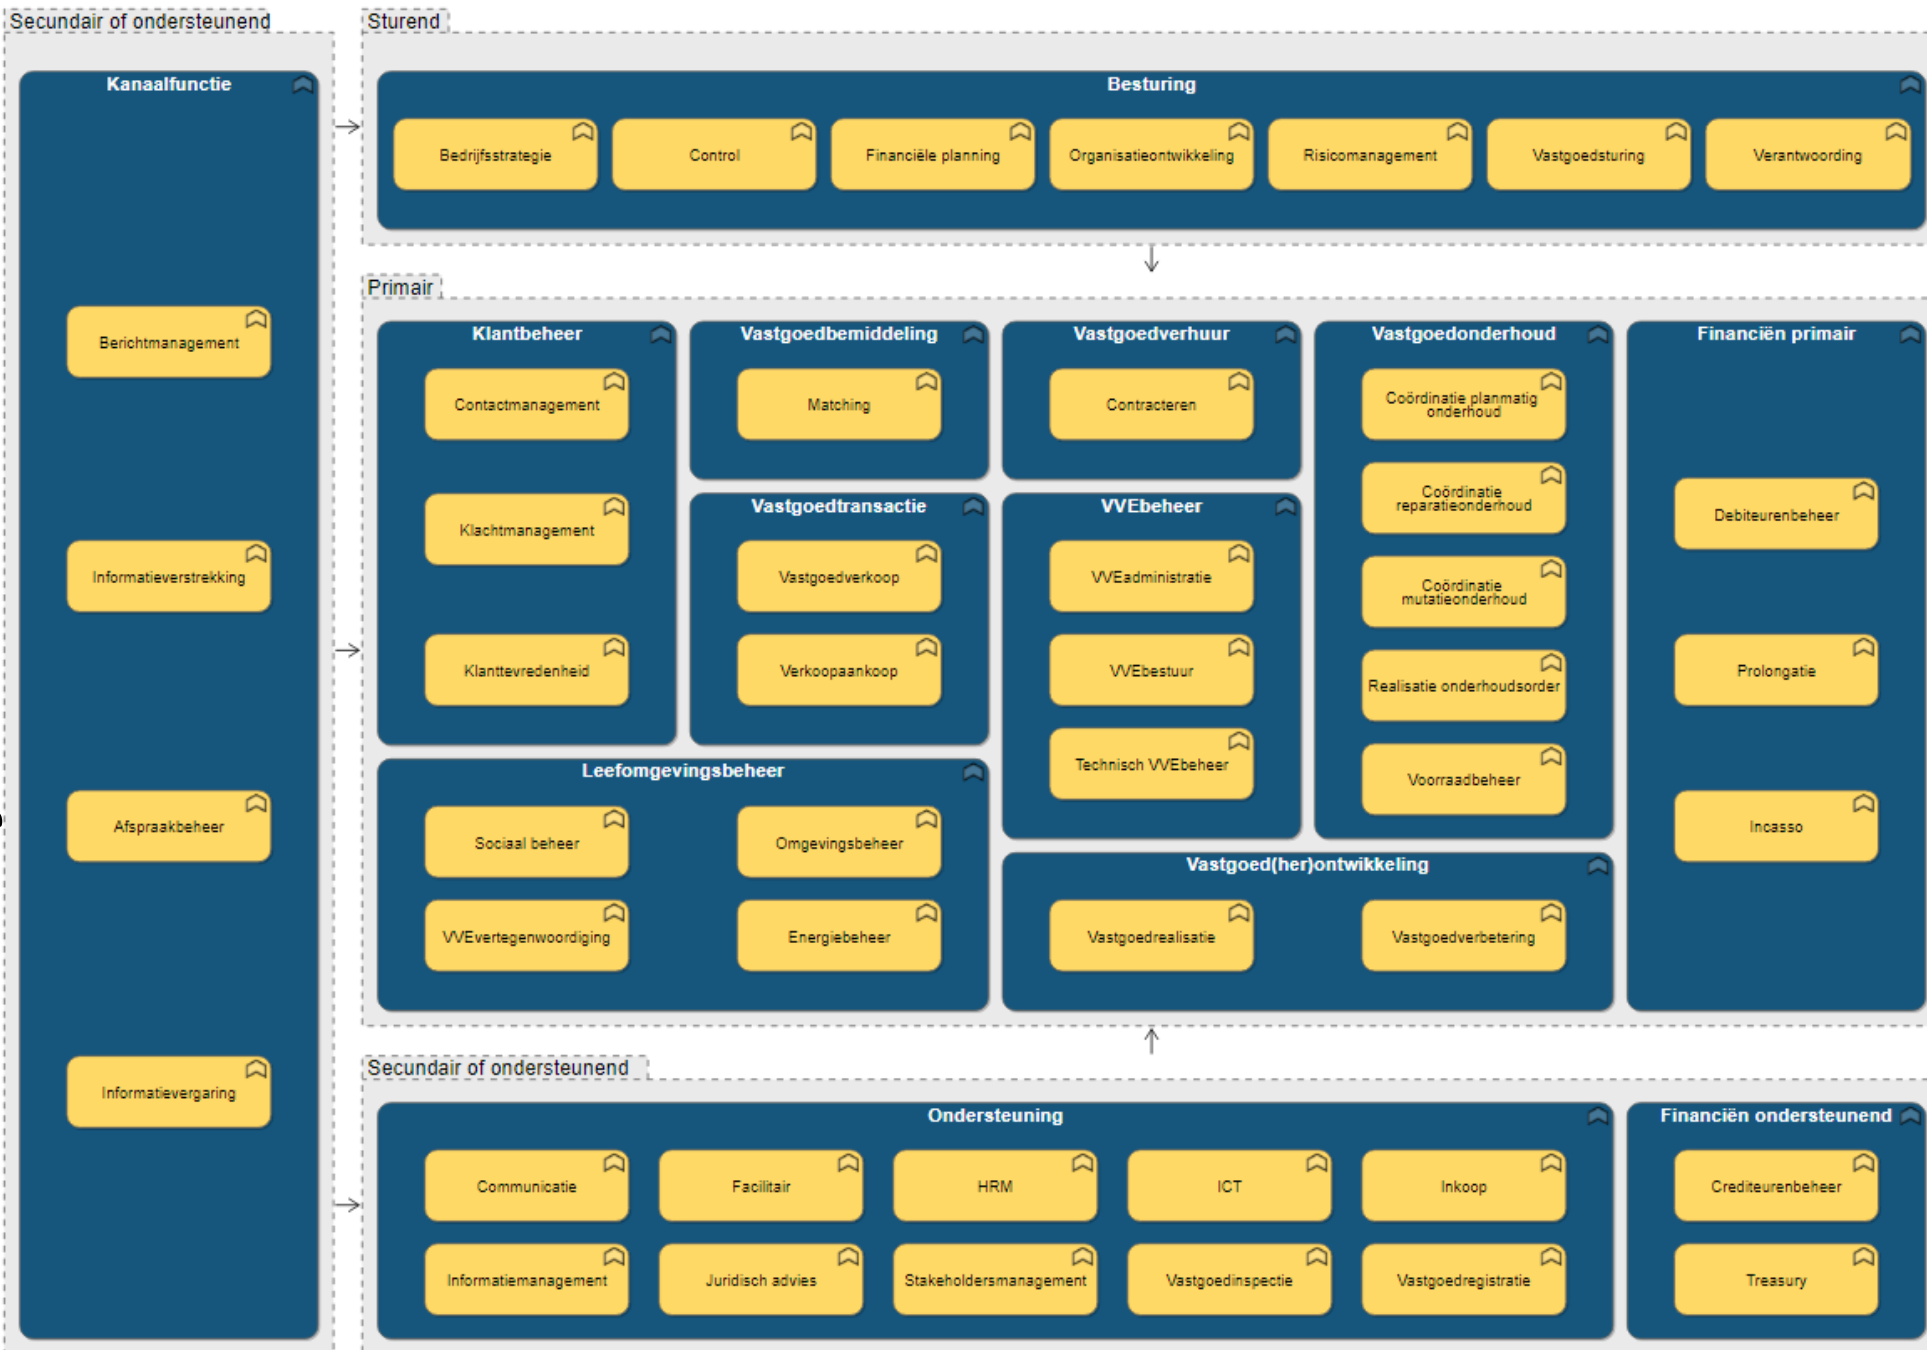 Secundair of ondersteunend
Kanaalfunctie
Berichtmanagement
Informatieverstrekking
Afspraakbeheer
Informatievergaring
Sturend
Besturing
Bedrijfsstrategie
Control
Financiële planning
Organisatieontwikkeling
Risicomanagement
Vastgoedsturing
Verantwoording
Primair
Klantbeheer
Contactmanagement
Klachtmanagement
Klanttevredenheid
Vastgoedbemiddeling
Matching
Vastgoedtransactie
Vastgoedverkoop
Verkoopaankoop
Vastgoedverhuur
Contracteren
VVEbeheer
VVEadministratie
VVEbestuur
Technisch VVEbeheer
Vastgoedonderhoud
Coördinatie planmatig
onderhoud
Coördinatie
reparatieonderhoud
Coördinatie
mutatieonderhoud
Realisatie onderhoudsorder
Voorraadbeheer
Financiën primair
Debiteurenbeheer
Prolongatie
Incasso
Leefomgevingsbeheer
Sociaal beheer
Omgevingsbeheer
VVEvertegenwoordiging
Energiebeheer
Vastgoed(her)ontwikkeling
Vastgoedrealisatie
Vastgoedverbetering
Secundair of ondersteunend
Ondersteuning
Communicatie
Facilitair
HRM
ICT
Inkoop
Informatiemanagement
Juridisch advies
Stakeholdersmanagement
Vastgoedinspectie
Vastgoedregistratie
Financiën ondersteunend
Crediteurenbeheer
Treasury